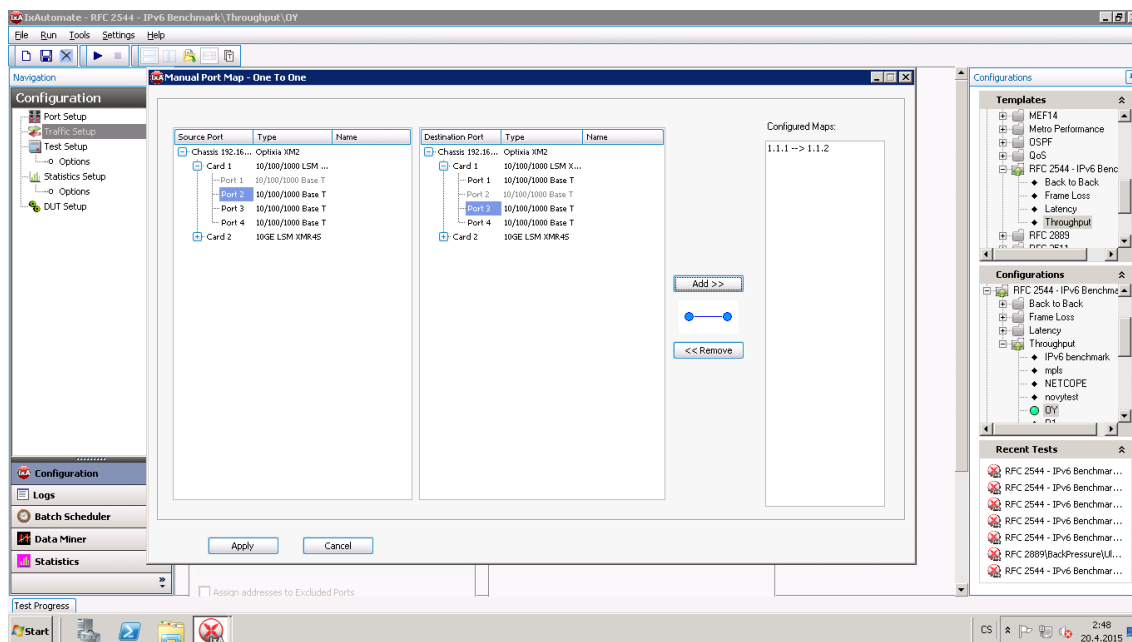 IxAutomate - RFC 2544 - IPv6 Benchmark\Throughput\OY
File Run Tools Settings Help
Navigation
Configuration
Port Setup
Traffic Setup
Test Setup
Options
Statistics Setup
Options
DUT Setup
Configuration
Logs
Batch Scheduler
Data Miner
Statistics
Test Progress
Manual Port Map - One To One
Source Port Type Name
Chassis 192.16... Optixia XM2
Card 1 10/100/1000 LSM ...
Port 1 10/100/1000 Base T
Port 2 10/100/1000 Base T
Port 3 10/100/1000 Base T
Port 4 10/100/1000 Base T
Card 2 10GE LSM XMR4S
Destination Port Type Name
Chassis 192.16... Optixia XM2
Card 1 10/100/1000 LSM X...
Port 1 10/100/1000 Base T
Port 2 10/100/1000 Base T
Port 3 10/100/1000 Base T
Port 4 10/100/1000 Base T
Card 2 10GE LSM XMR4S
Add >>
<< Remove
Configured Maps:
1.1.1 --> 1.1.2
Apply Cancel
Assign addresses to Excluded Ports
Configurations
Templates
MEF14
Metro Performance
OSPF
QoS
RFC 2544 - IPv6 Benc
Back to Back
Frame Loss
Latency
Throughput
RFC 2889
Configurations
RFC 2544 - IPv6 Benchma
Back to Back
Frame Loss
Latency
Throughput
IPv6 benchmark
mpls
NETCOPE
novytest
OY
Recent Tests
RFC 2544 - IPv6 Benchmar...
RFC 2544 - IPv6 Benchmar...
RFC 2544 - IPv6 Benchmar...
RFC 2544 - IPv6 Benchmar...
RFC 2544 - IPv6 Benchmar...
RFC 2889\BackPressure\Ul...
RFC 2544 - IPv6 Benchmar...
Start
CS
2:48
20.4.2015